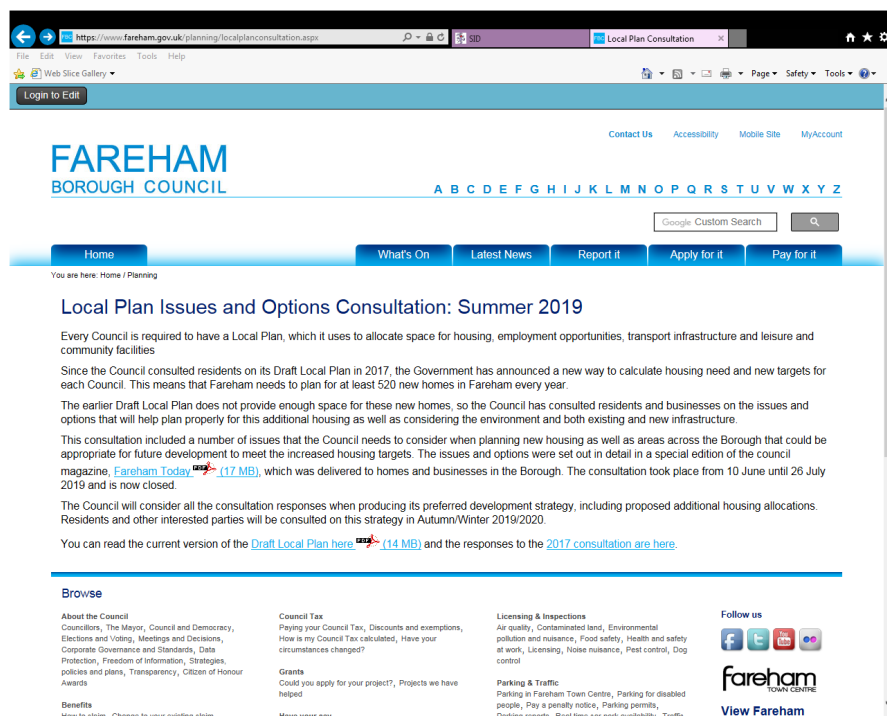 https://www.fareham.gov.uk/planning/localplanconsultation.aspx
SID
FBC Local Plan Consultation
File Edit View Favorites Tools Help
Web Slice Gallery
Page Safety Tools
Login to Edit
Contact Us Accessibility Mobile Site MyAccount
FAREHAM
BOROUGH COUNCIL
A B C D E F G H I J K L M N O P Q R S T U V W X Y Z
Google Custom Search
Home What's On Latest News Report it Apply for it Pay for it
You are here: Home / Planning
Local Plan Issues and Options Consultation: Summer 2019
Every Council is required to have a Local Plan, which it uses to allocate space for housing, employment opportunities, transport infrastructure and leisure and
community facilities
Since the Council consulted residents on its Draft Local Plan in 2017, the Government has announced a new way to calculate housing need and new targets for
each Council. This means that Fareham needs to plan for at least 520 new homes in Fareham every year.
The earlier Draft Local Plan does not provide enough space for these new homes, so the Council has consulted residents and businesses on the issues and
options that will help plan properly for this additional housing as well as considering the environment and both existing and new infrastructure.
This consultation included a number of issues that the Council needs to consider when planning new housing as well as areas across the Borough that could be
appropriate for future development to meet the increased housing targets. The issues and options were set out in detail in a special edition of the council
magazine, Fareham Today PDF (17 MB), which was delivered to homes and businesses in the Borough. The consultation took place from 10 June until 26 July
2019 and is now closed.
The Council will consider all the consultation responses when producing its preferred development strategy, including proposed additional housing allocations.
Residents and other interested parties will be consulted on this strategy in Autumn/Winter 2019/2020.
You can read the current version of the Draft Local Plan here PDF (14 MB) and the responses to the 2017 consultation are here.
Browse
About the Council
Councillors, The Mayor, Council and Democracy,
Elections and Voting, Meetings and Decisions,
Corporate Governance and Standards, Data
Protection, Freedom of Information, Strategies,
policies and plans, Transparency, Citizen of Honour
Awards
Benefits
How to claim, Change to your existing claim
Council Tax
Paying your Council Tax, Discounts and exemptions,
How is my Council Tax calculated, Have your
circumstances changed?
Grants
Could you apply for your project?, Projects we have
helped
Have your say
Licensing & Inspections
Air quality, Contaminated land, Environmental
pollution and nuisance, Food safety, Health and safety
at work, Licensing, Noise nuisance, Pest control, Dog
control
Parking & Traffic
Parking in Fareham Town Centre, Parking for disabled
people, Pay a penalty notice, Parking permits,
Parking reports, Real time car park availability, Traffic
Follow us
You Tube
fareham
TOWN CENTRE
View Fareham